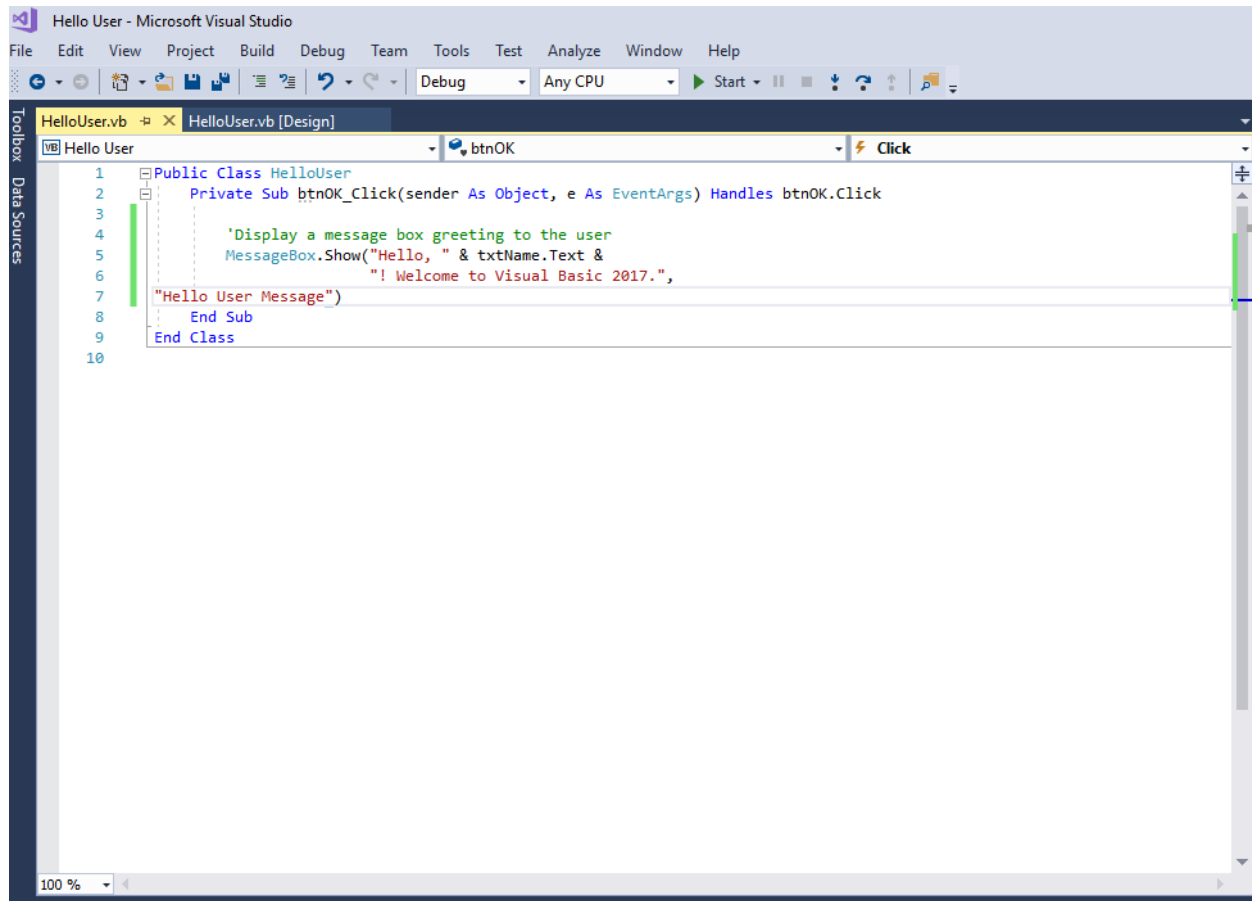 Hello User - Microsoft Visual Studio
File Edit View Project Build Debug Team Tools Test Analyze Window Help
Debug Any CPU Start
HelloUser.vb HelloUser.vb [Design]
VB Hello User btnOK Click
Toolbox
Data Sources
1 Public Class HelloUser
2 Private Sub btnOK_Click(sender As Object, e As EventArgs) Handles btnOK.Click
3
4 'Display a message box greeting to the user
5 MessageBox.Show("Hello, " & txtName.Text &
6 "! Welcome to Visual Basic 2017.",
7 "Hello User Message")
8 End Sub
9 End Class
10
100 %